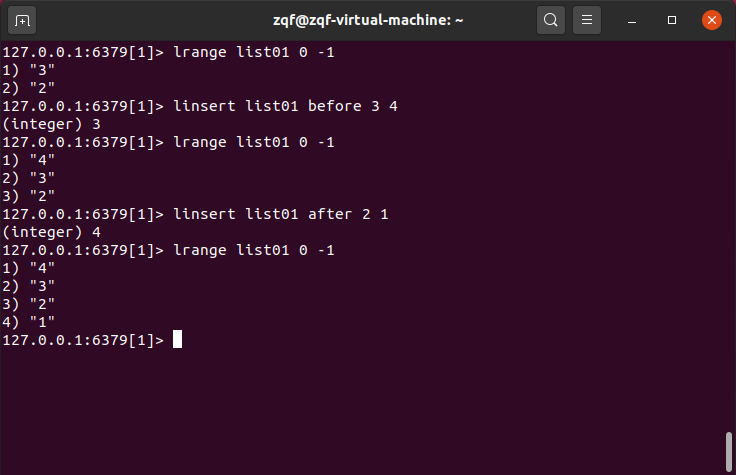 zqf@zqf-virtual-machine: ~
127.0.0.1:6379[1]> lrange list01 0 -1
1) "3"
2) "2"
127.0.0.1:6379[1]> linsert list01 before 3 4
(integer) 3
127.0.0.1:6379[1]> lrange list01 0 -1
1) "4"
2) "3"
3) "2"
127.0.0.1:6379[1]> linsert list01 after 2 1
(integer) 4
127.0.0.1:6379[1]> lrange list01 0 -1
1) "4"
2) "3"
3) "2"
4) "1"
127.0.0.1:6379[1]>